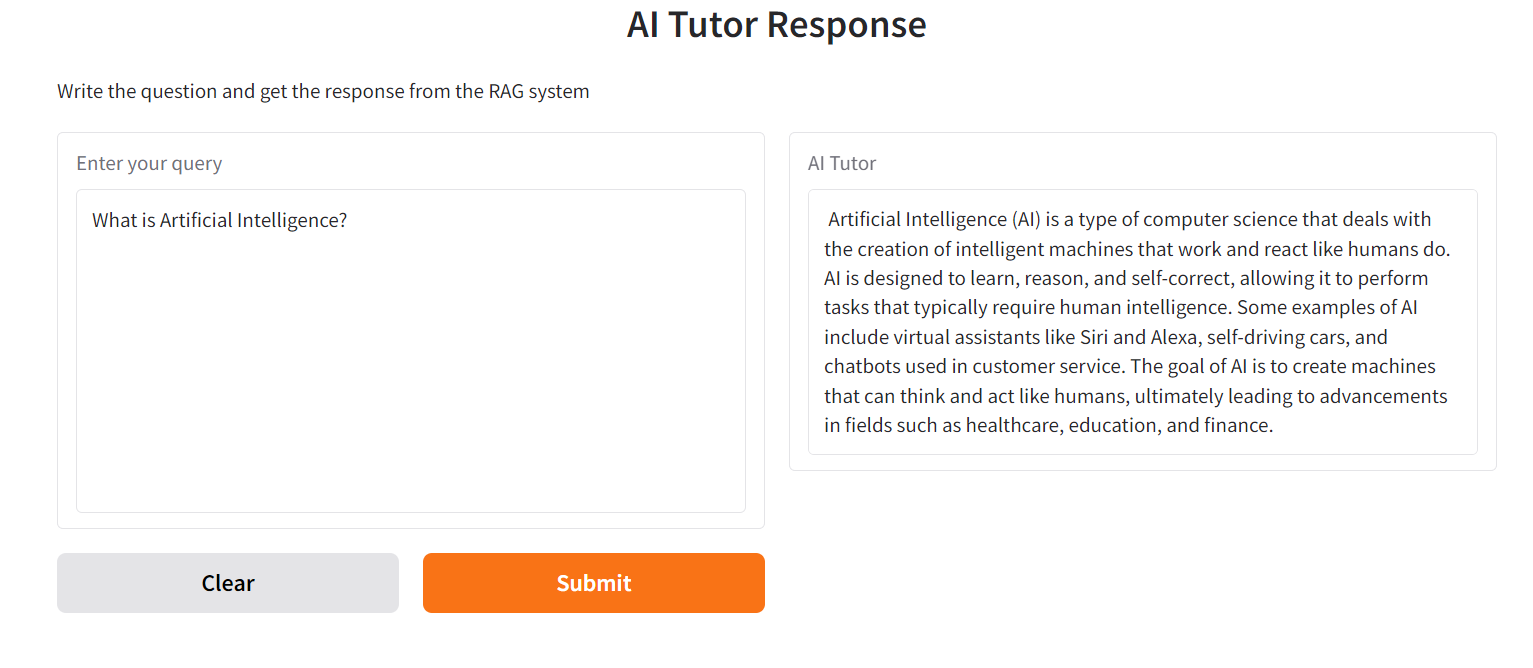 AI Tutor Response
Write the question and get the response from the RAG system
Enter your query
What is Artificial Intelligence?
Clear
Submit
AI Tutor
Artificial Intelligence (AI) is a type of computer science that deals with
the creation of intelligent machines that work and react like humans do.
AI is designed to learn, reason, and self-correct, allowing it to perform
tasks that typically require human intelligence. Some examples of AI
include virtual assistants like Siri and Alexa, self-driving cars, and
chatbots used in customer service. The goal of AI is to create machines
that can think and act like humans, ultimately leading to advancements
in fields such as healthcare, education, and finance.